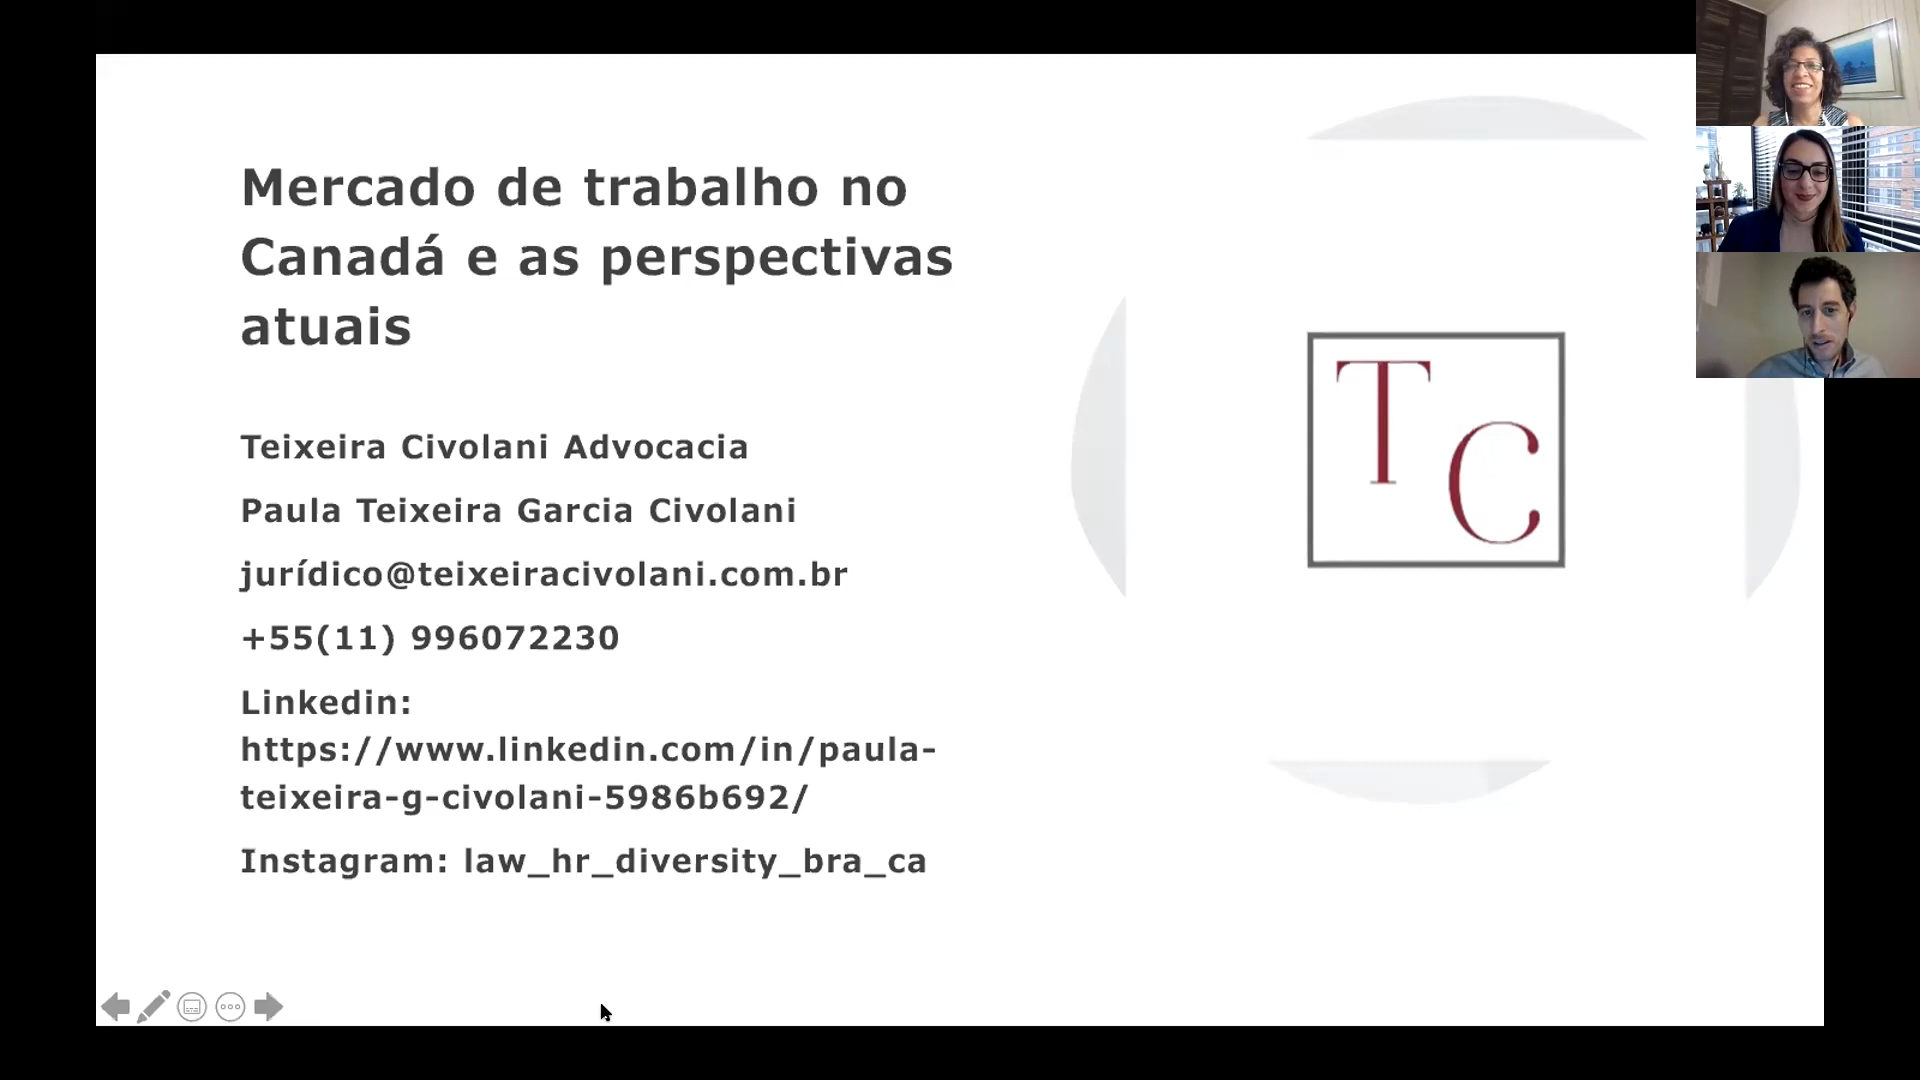 Mercado de trabalho no
Canadá e as perspectivas
atuais
Teixeira Civolani Advocacia
Paula Teixeira Garcia Civolani
jurídico@teixeiracivolani.com.br
+55(11) 996072230
Linkedin:
https://www.linkedin.com/in/paula-
teixeira-g-civolani-5986b692/
Instagram: law_hr_diversity_bra_ca
T
C